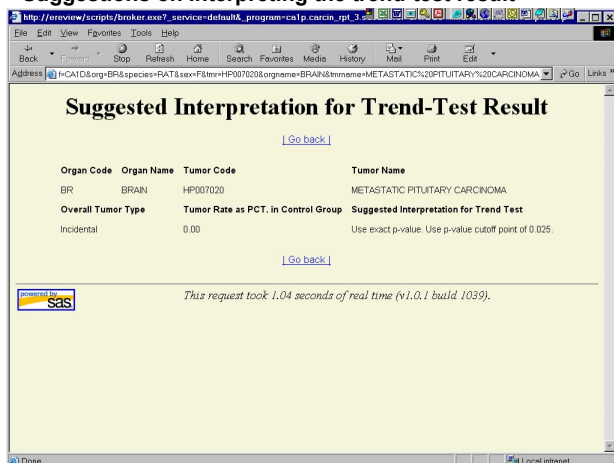 Suggestions on interpreting the trend-test result
http://ereview/scripts/broker.exe?_service=default&_program=ca1p.carcin_rpt_3.s
File Edit View Favorites Tools Help
Back Forward Stop Refresh Home Search Favorites Media History Mail Print Edit
Address f=CA1D&org=BR&species=RAT&sex=F&tmr=HP007020&orgname=BRAIN&tmrname=METASTATIC%20PITUITARY%20CARCINOMA Go Links »
Suggested Interpretation for Trend-Test Result
| Go back |
Organ Code Organ Name Tumor Code Tumor Name
BR BRAIN HP007020 METASTATIC PITUITARY CARCINOMA
Overall Tumor Type Tumor Rate as PCT. in Control Group Suggested Interpretation for Trend Test
Incidental 0.00 Use exact p-value. Use p-value cutoff point of 0.025.
| Go back |
powered by sas This request took 1.04 seconds of real time (v1.0.1 build 1039).
Done Local intranet